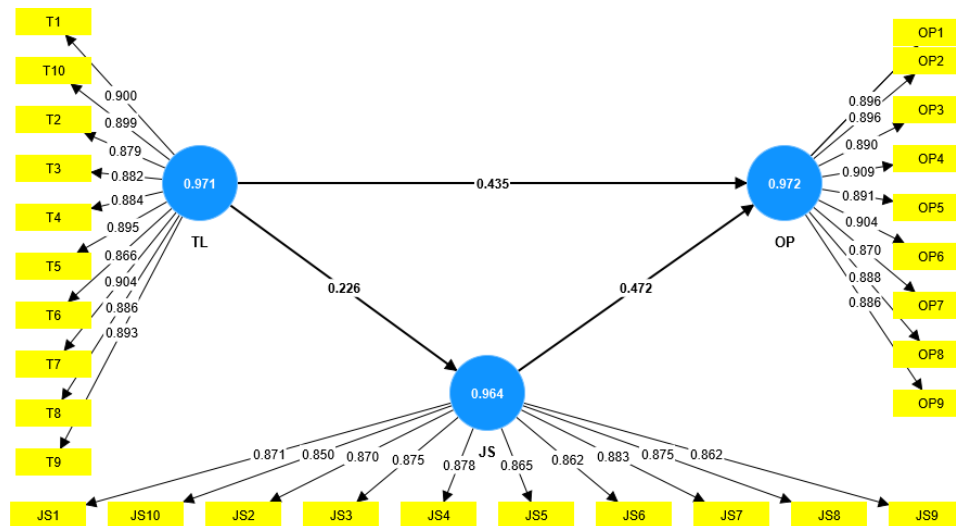 T1
T10
T2
T3
T4
T5
T6
T7
T8
T9
0.900
0.899
0.879
0.882
0.884
0.895
0.866
0.904
0.886
0.893
0.971
TL
0.435
0.226
0.472
0.972
OP
0.896
0.896
0.890
0.909
0.891
0.904
0.870
0.888
0.886
OP1
OP2
OP3
OP4
OP5
OP6
OP7
OP8
OP9
0.964
JS
0.871
0.850
0.870
0.875
0.878
0.865
0.862
0.883
0.875
0.862
JS1
JS10
JS2
JS3
JS4
JS5
JS6
JS7
JS8
JS9